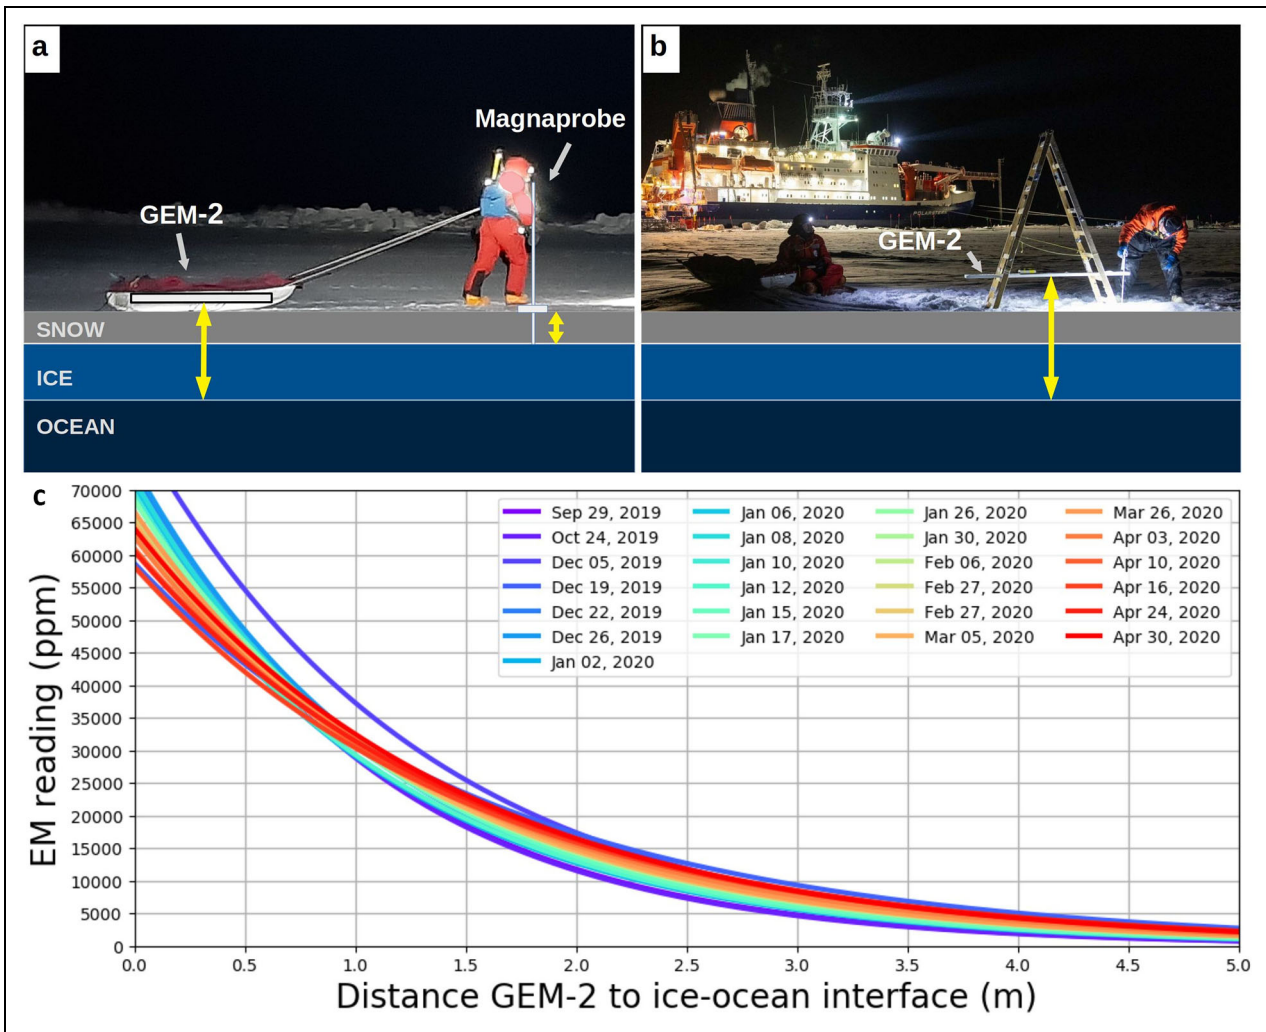 a
Magnaprobe
GEM-2
SNOW
ICE
OCEAN
b
GEM-2
POLARSTERN
c
EM reading (ppm)
70000
65000
60000
55000
50000
45000
40000
35000
30000
25000
20000
15000
10000
5000
0
Sep 29, 2019
Oct 24, 2019
Dec 05, 2019
Dec 19, 2019
Dec 22, 2019
Dec 26, 2019
Jan 02, 2020
Jan 06, 2020
Jan 08, 2020
Jan 10, 2020
Jan 12, 2020
Jan 15, 2020
Jan 17, 2020
Jan 26, 2020
Jan 30, 2020
Feb 06, 2020
Feb 27, 2020
Feb 27, 2020
Mar 05, 2020
Mar 26, 2020
Apr 03, 2020
Apr 10, 2020
Apr 16, 2020
Apr 24, 2020
Apr 30, 2020
0.0 0.5 1.0 1.5 2.0 2.5 3.0 3.5 4.0 4.5 5.0
Distance GEM-2 to ice-ocean interface (m)